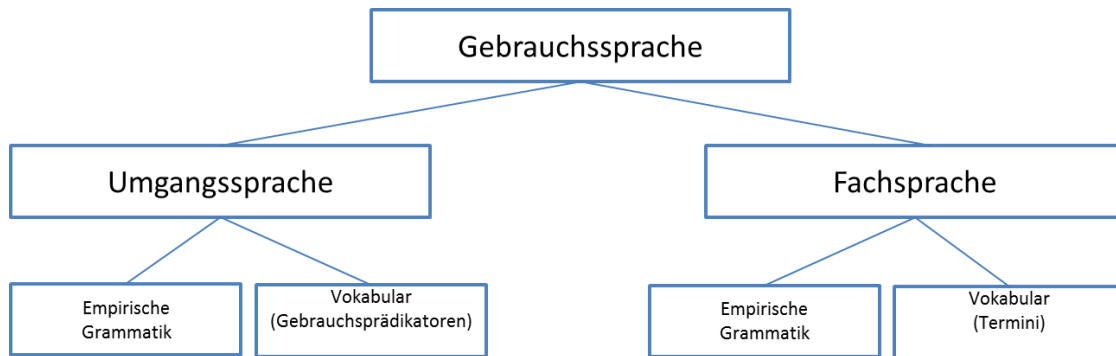 Gebrauchssprache
Umgangssprache
Fachsprache
Empirische
Grammatik
Vokabular
(Gebrauchsprädikatoren)
Empirische
Grammatik
Vokabular
(Termini)